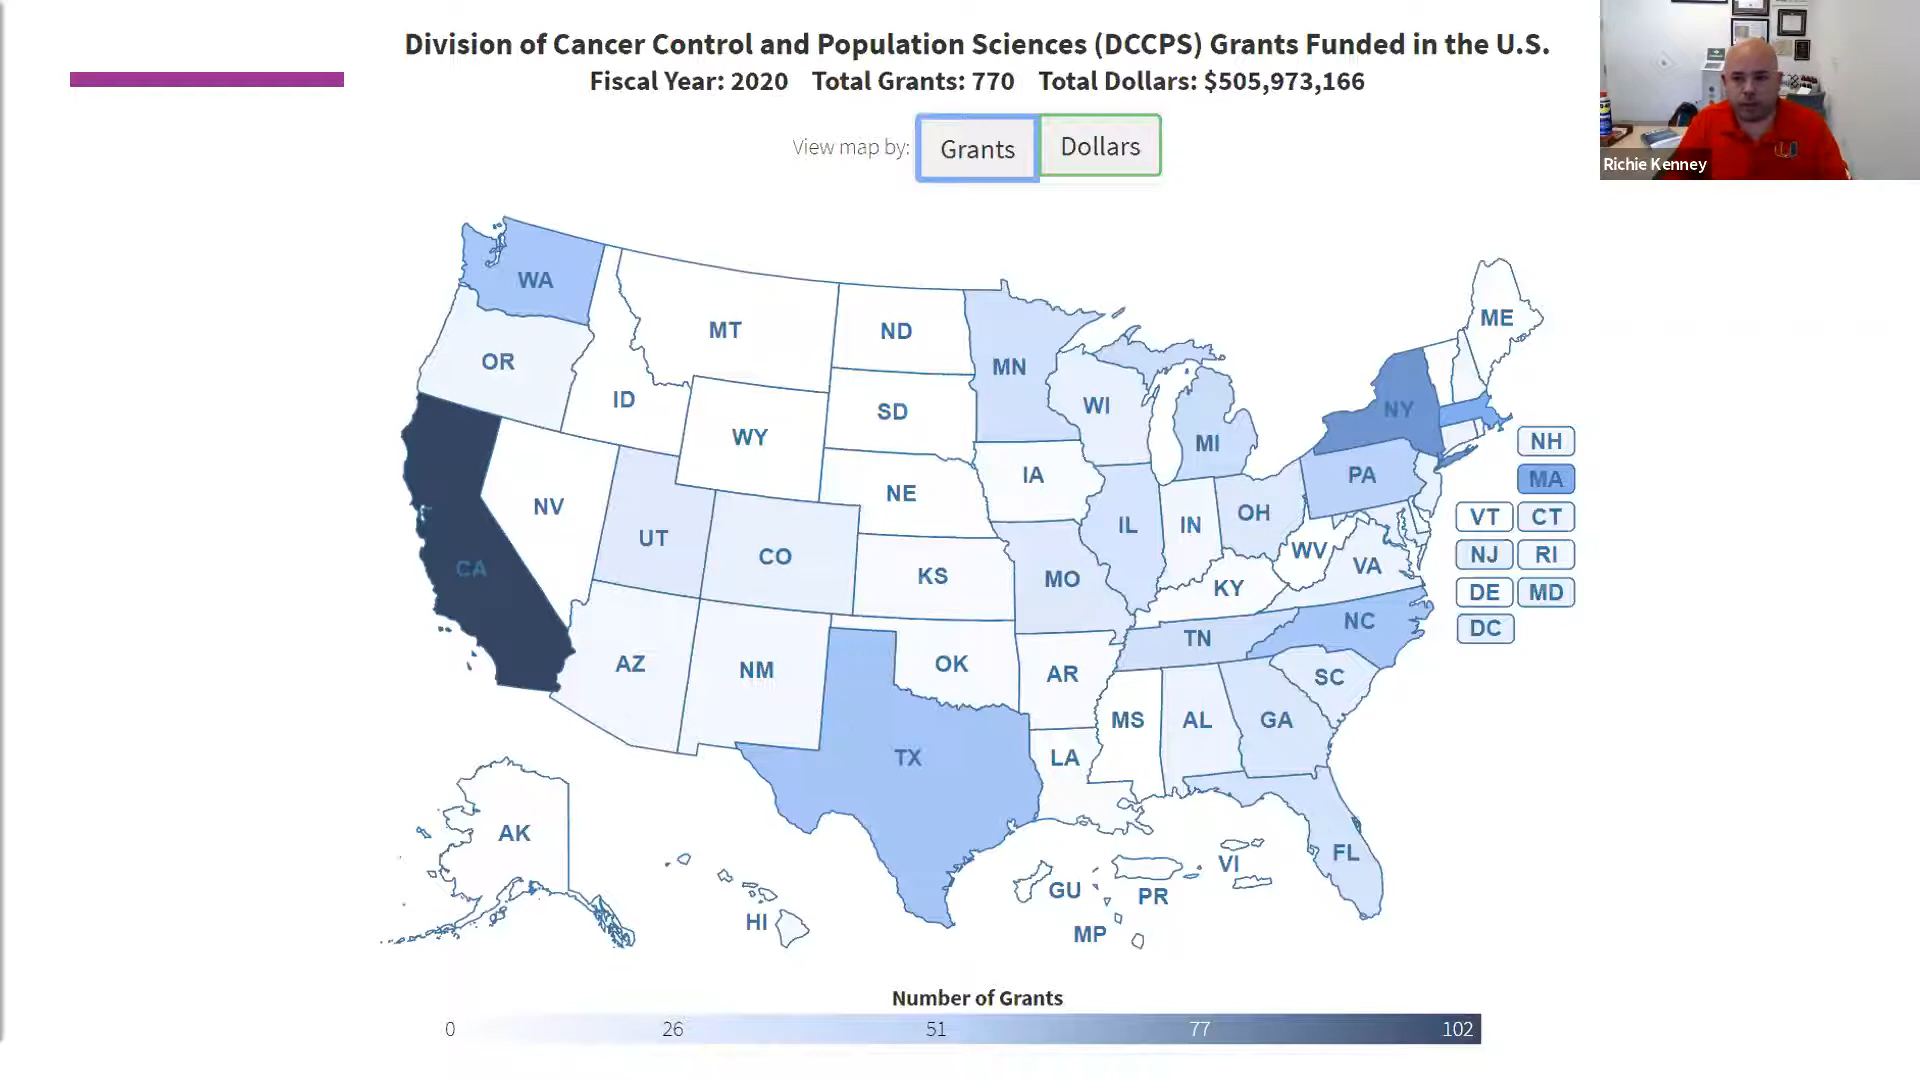 Division of Cancer Control and Population Sciences (DCCPS) Grants Funded in the U.S.
Fiscal Year: 2020 Total Grants: 770 Total Dollars: $505,973,166
View map by: Grants Dollars
Richie Kenney
WA
MT
ND
MN
ME
OR
ID
SD
WI
NY
WY
MI
NH
IA
PA
MA
NE
NV
OH
IL
IN
VT
CT
UT
CO
WV
VA
NJ
RI
CA
KS
MO
KY
DE
MD
NC
DC
TN
AZ
NM
OK
AR
SC
MS
AL
GA
TX
LA
AK
FL
VI
GU
PR
HI
MP
Number of Grants
0 26 51 77 102